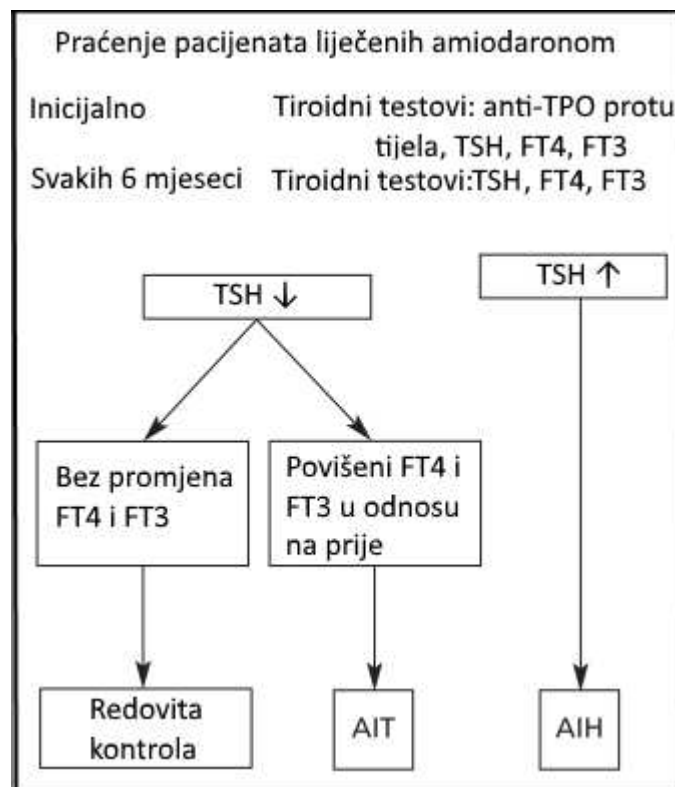 Praćenje pacijenata liječenih amiodaronom
Inicijalno Tiroidni testovi: anti-TPO protu
tijela, TSH, FT4, FT3
Svakih 6 mjeseci Tiroidni testovi:TSH, FT4, FT3
TSH ↑
TSH ↓
Bez promjena
FT4 i FT3
Povišeni FT4 i
FT3 u odnosu
na prije
Redovita
kontrola
AIT
AIH